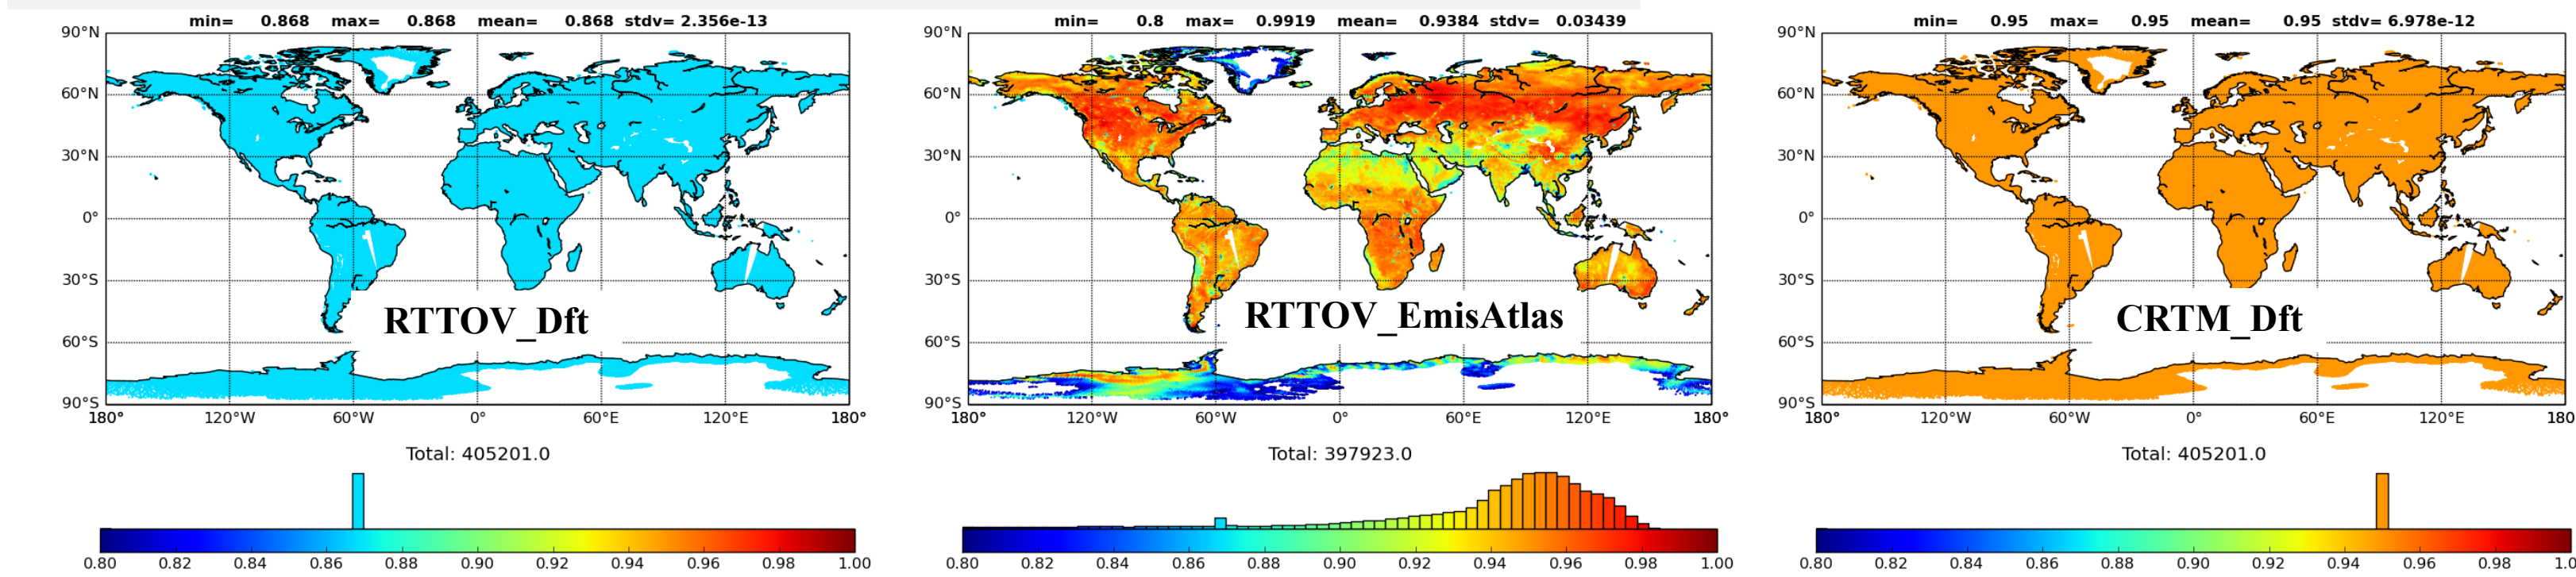 min= 0.868 max= 0.868 mean= 0.868 stdv= 2.356e-13
90°N
60°N
30°N
0°
30°S
60°S
90°S
180° 120°W 60°W 0° 60°E 120°E 180°
RTTOV_Dft
Total: 405201.0
0.80 0.82 0.84 0.86 0.88 0.90 0.92 0.94 0.96 0.98 1.00
min= 0.8 max= 0.9919 mean= 0.9384 stdv= 0.03439
90°N
60°N
30°N
0°
30°S
60°S
90°S
180° 120°W 60°W 0° 60°E 120°E 180°
RTTOV_EmisAtlas
Total: 397923.0
0.80 0.82 0.84 0.86 0.88 0.90 0.92 0.94 0.96 0.98 1.00
min= 0.95 max= 0.95 mean= 0.95 stdv= 6.978e-12
90°N
60°N
30°N
0°
30°S
60°S
90°S
180° 120°W 60°W 0° 60°E 120°E 180
CRTM_Dft
Total: 405201.0
0.80 0.82 0.84 0.86 0.88 0.90 0.92 0.94 0.96 0.98 1.0